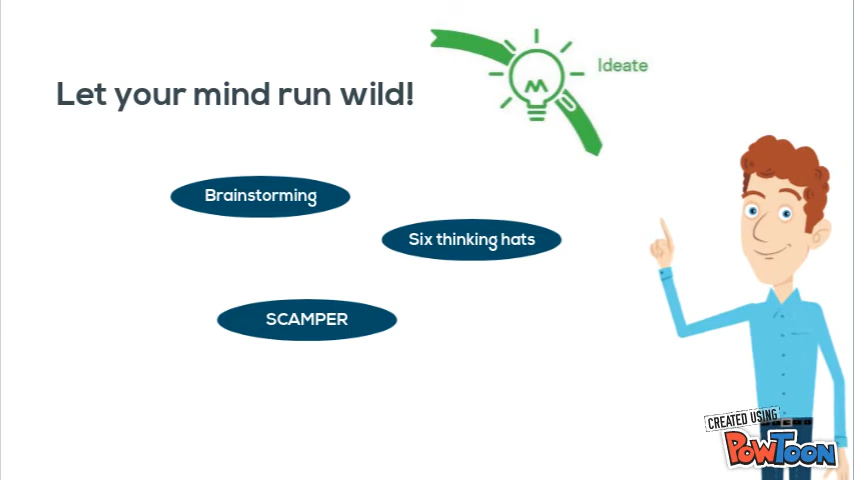 Ideate
Let your mind run wild!
Brainstorming
Six thinking hats
SCAMPER
CREATED USING
POWTOON